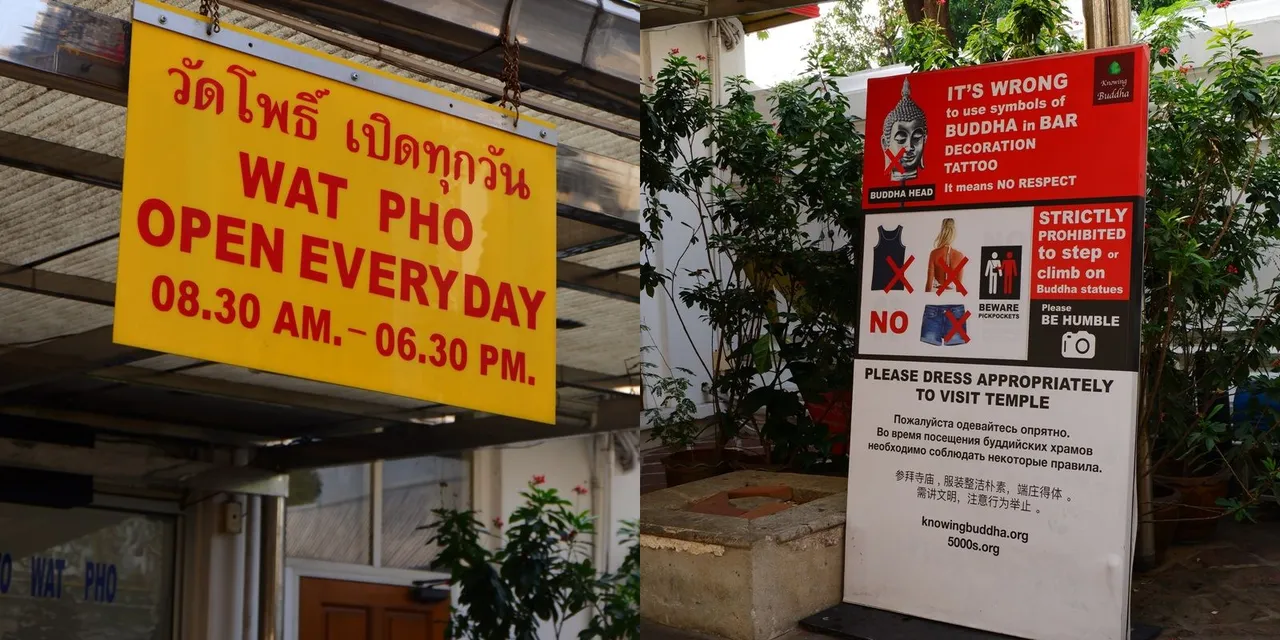 วัดโพธิ์ เปิดทุกวัน
WAT PHO
OPEN EVERYDAY
08.30 AM. – 06.30 PM.
WAT PHO
IT'S WRONG
to use symbols of
BUDDHA in BAR
DECORATION
TATTOO
It means NO RESPECT
Knowing
Buddha
BUDDHA HEAD
NO
BEWARE
PICKPOCKETS
STRICTLY
PROHIBITED
to step or
climb on
Buddha statues
Please
BE HUMBLE
PLEASE DRESS APPROPRIATELY
TO VISIT TEMPLE
Пожалуйста одевайтесь опрятно.
Во время посещения буддийских храмов
необходимо соблюдать некоторые правила.
参拜寺庙，服装整洁朴素，端庄得体 。
需讲文明，注意行为举止 。
knowingbuddha.org
5000s.org